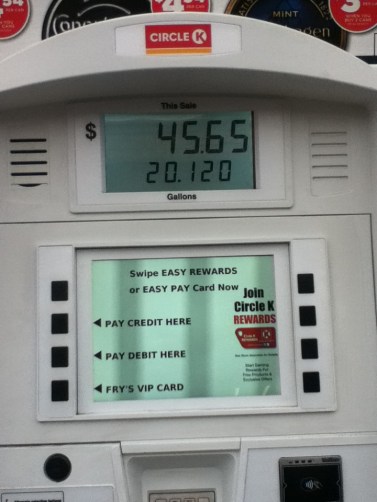 CIRCLE K
MINT
This Sale
$ 45.65
20.120
Gallons
Swipe EASY REWARDS
or EASY PAY Card Now
Join
Circle K
REWARDS
PAY CREDIT HERE
PAY DEBIT HERE
FRY'S VIP CARD